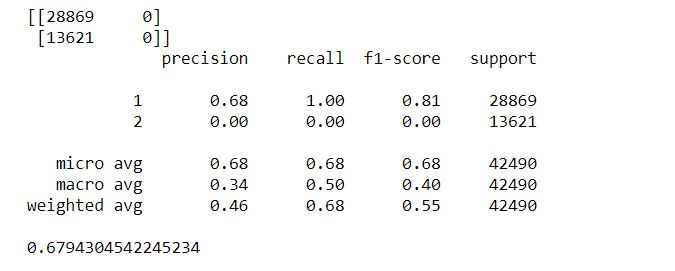 [[28869 0]
[13621 0]]
precision recall f1-score support
1 0.68 1.00 0.81 28869
2 0.00 0.00 0.00 13621
micro avg 0.68 0.68 0.68 42490
macro avg 0.34 0.50 0.40 42490
weighted avg 0.46 0.68 0.55 42490
0.6794304542245234